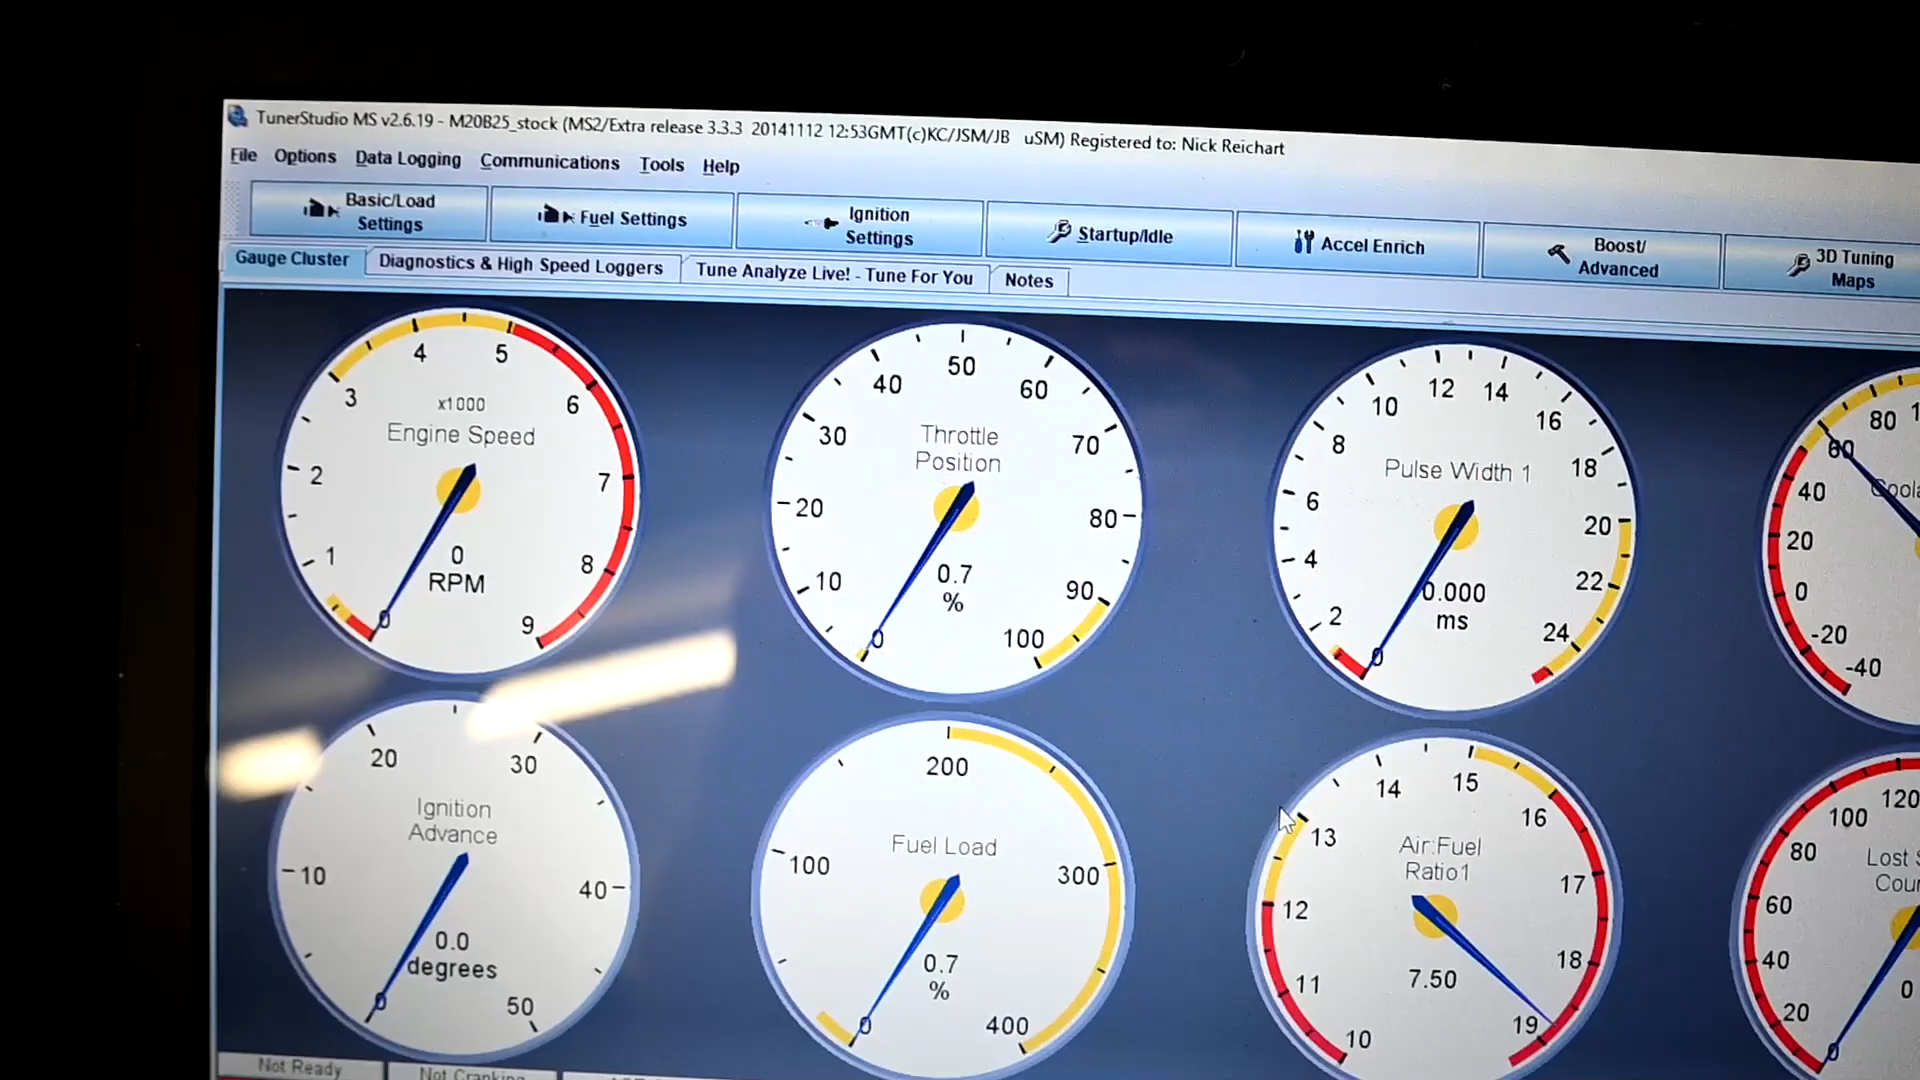 TunerStudio MS v2.6.19 - M20B25_stock (MS2/Extra release 3.3.3 20141112 12:53GMT(c)KC/JSM/JB uSM) Registered to: Nick Reichart
File Options Data Logging Communications Tools Help
Basic/Load
Settings
Fuel Settings
Ignition
Settings
Startup/Idle
Accel Enrich
Boost/
Advanced
3D Tuning
Maps
Gauge Cluster
Diagnostics & High Speed Loggers
Tune Analyze Live! - Tune For You
Notes
0 1 2 3 4 5 6 7 8 9
x1000
Engine Speed
0
RPM
0 10 20 30 40 50 60 70 80 90 100
Throttle
Position
0.7
%
0 2 4 6 8 10 12 14 16 18 20 22 24
Pulse Width 1
0.000
ms
-40 -20 0 20 40 60 80
0 10 20 30 40 50
Ignition
Advance
0.0
degrees
0 100 200 300 400
Fuel Load
0.7
%
10 11 12 13 14 15 16 17 18 19
Air:Fuel
Ratio1
7.50
0 20 40 60 80 100 120
Lost
0
Not Ready
Not Cranking